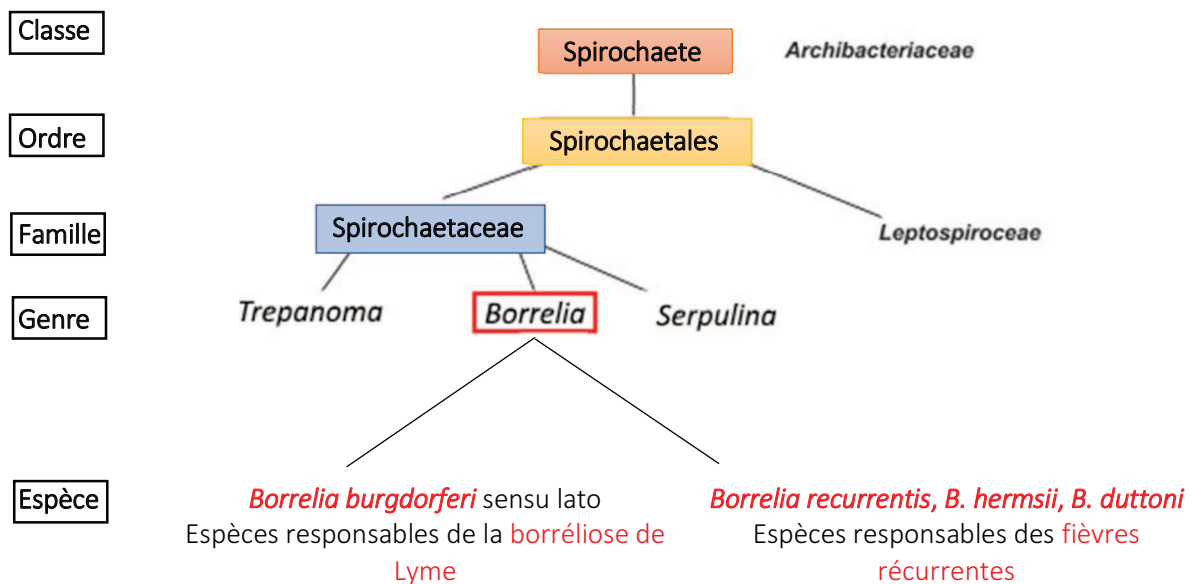 Classe
Spirochaete
Archibacteriaceae
Ordre
Spirochaetales
Famille
Spirochaetaceae
Leptospiroceae
Genre
Trepanoma
Borrelia
Serpulina
Espèce
Borrelia burgdorferi sensu lato
Espèces responsables de la borréliose de
Lyme
Borrelia recurrentis, B. hermsii, B. duttoni
Espèces responsables des fièvres
récurrentes